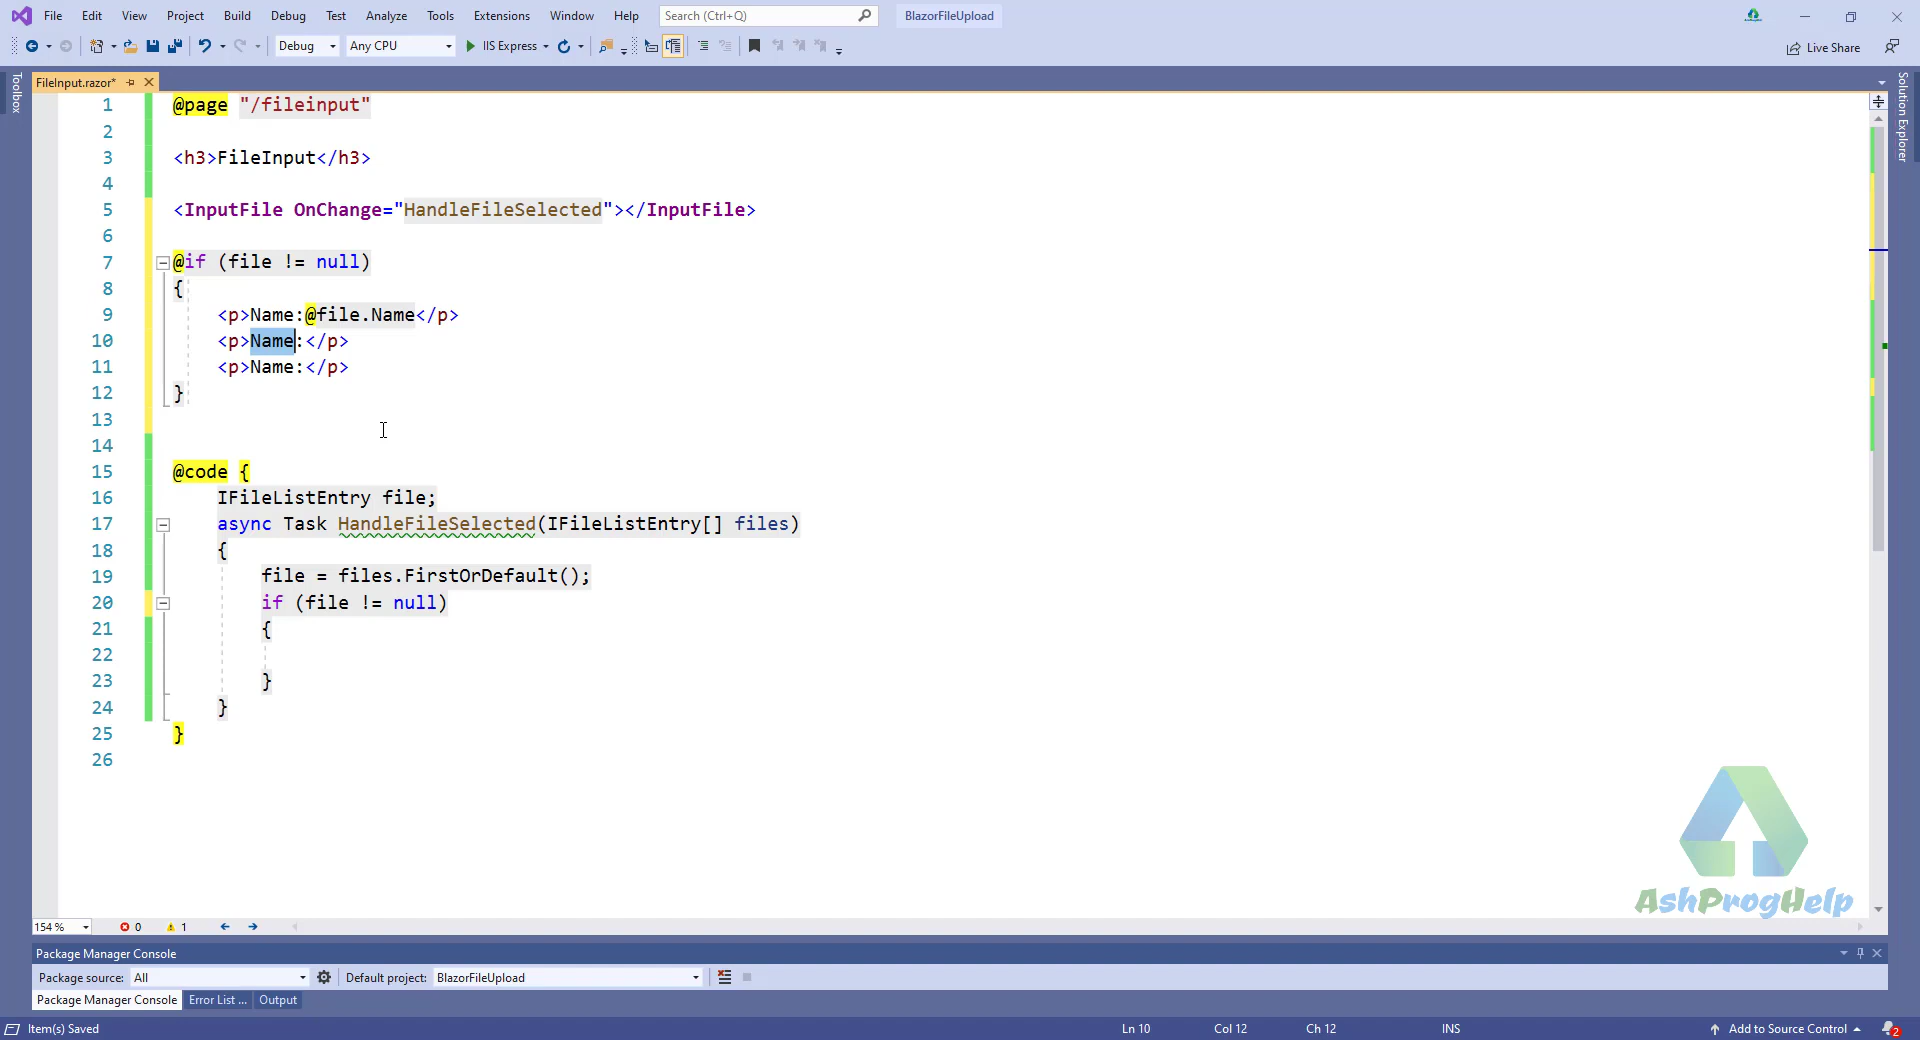 File Edit View Project Build Debug Test Analyze Tools Extensions Window Help Search (Ctrl+Q) BlazorFileUpload
Debug Any CPU IIS Express Live Share
Toolbox
FileInput.razor*
Solution Explorer
1 @page "/fileinput"
2
3 <h3>FileInput</h3>
4
5 <InputFile OnChange="HandleFileSelected"></InputFile>
6
7 @if (file != null)
8 {
9 <p>Name:@file.Name</p>
10 <p>Name:</p>
11 <p>Name:</p>
12 }
13
14
15 @code {
16 IFileListEntry file;
17 async Task HandleFileSelected(IFileListEntry[] files)
18 {
19 file = files.FirstOrDefault();
20 if (file != null)
21 {
22
23 }
24 }
25 }
26
AshProgHelp
154 % 0 1
Package Manager Console
Package source: All Default project: BlazorFileUpload
Package Manager Console Error List ... Output
Item(s) Saved Ln 10 Col 12 Ch 12 INS Add to Source Control 2